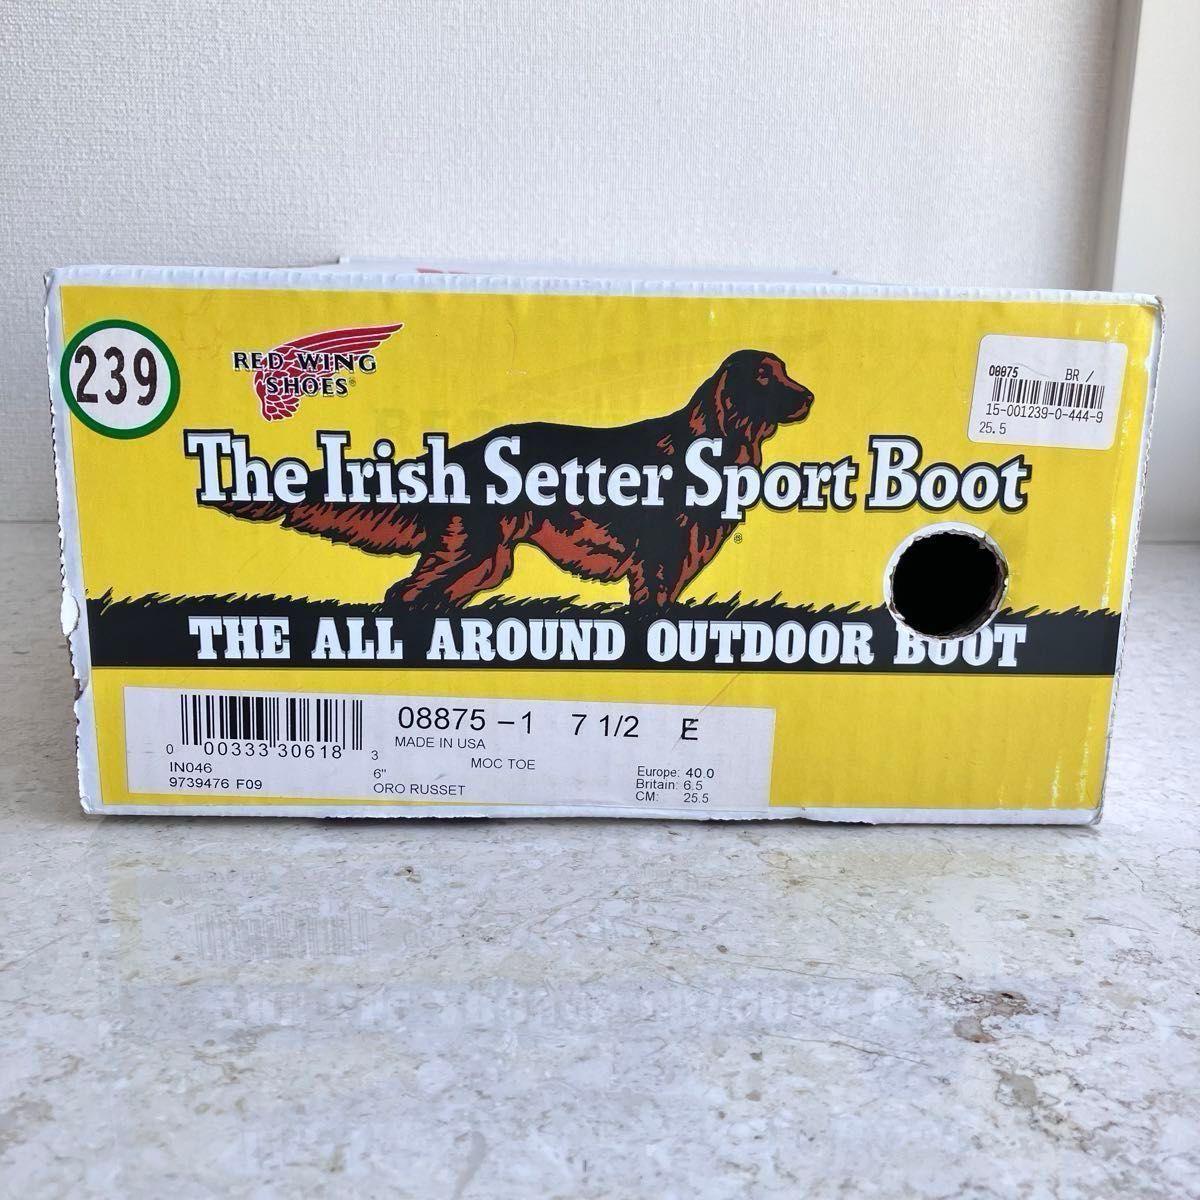 239
RED WING
SHOES®
08875 BR /
15-001239-0-444-9
25.5
The Irish Setter Sport Boot
®
THE ALL AROUND OUTDOOR BOOT
0 00333 30618 3
IN046
9739476 F09
08875 - 1 7 1/2 E
MADE IN USA
MOC TOE
6"
ORO RUSSET
Europe: 40.0
Britain: 6.5
CM: 25.5